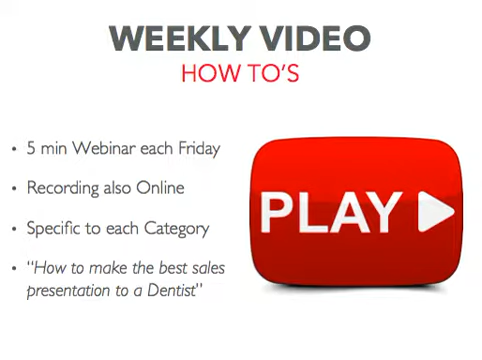 WEEKLY VIDEO
HOW TO'S
• 5 min Webinar each Friday
• Recording also Online
• Specific to each Category
• “How to make the best sales
presentation to a Dentist”
PLAY